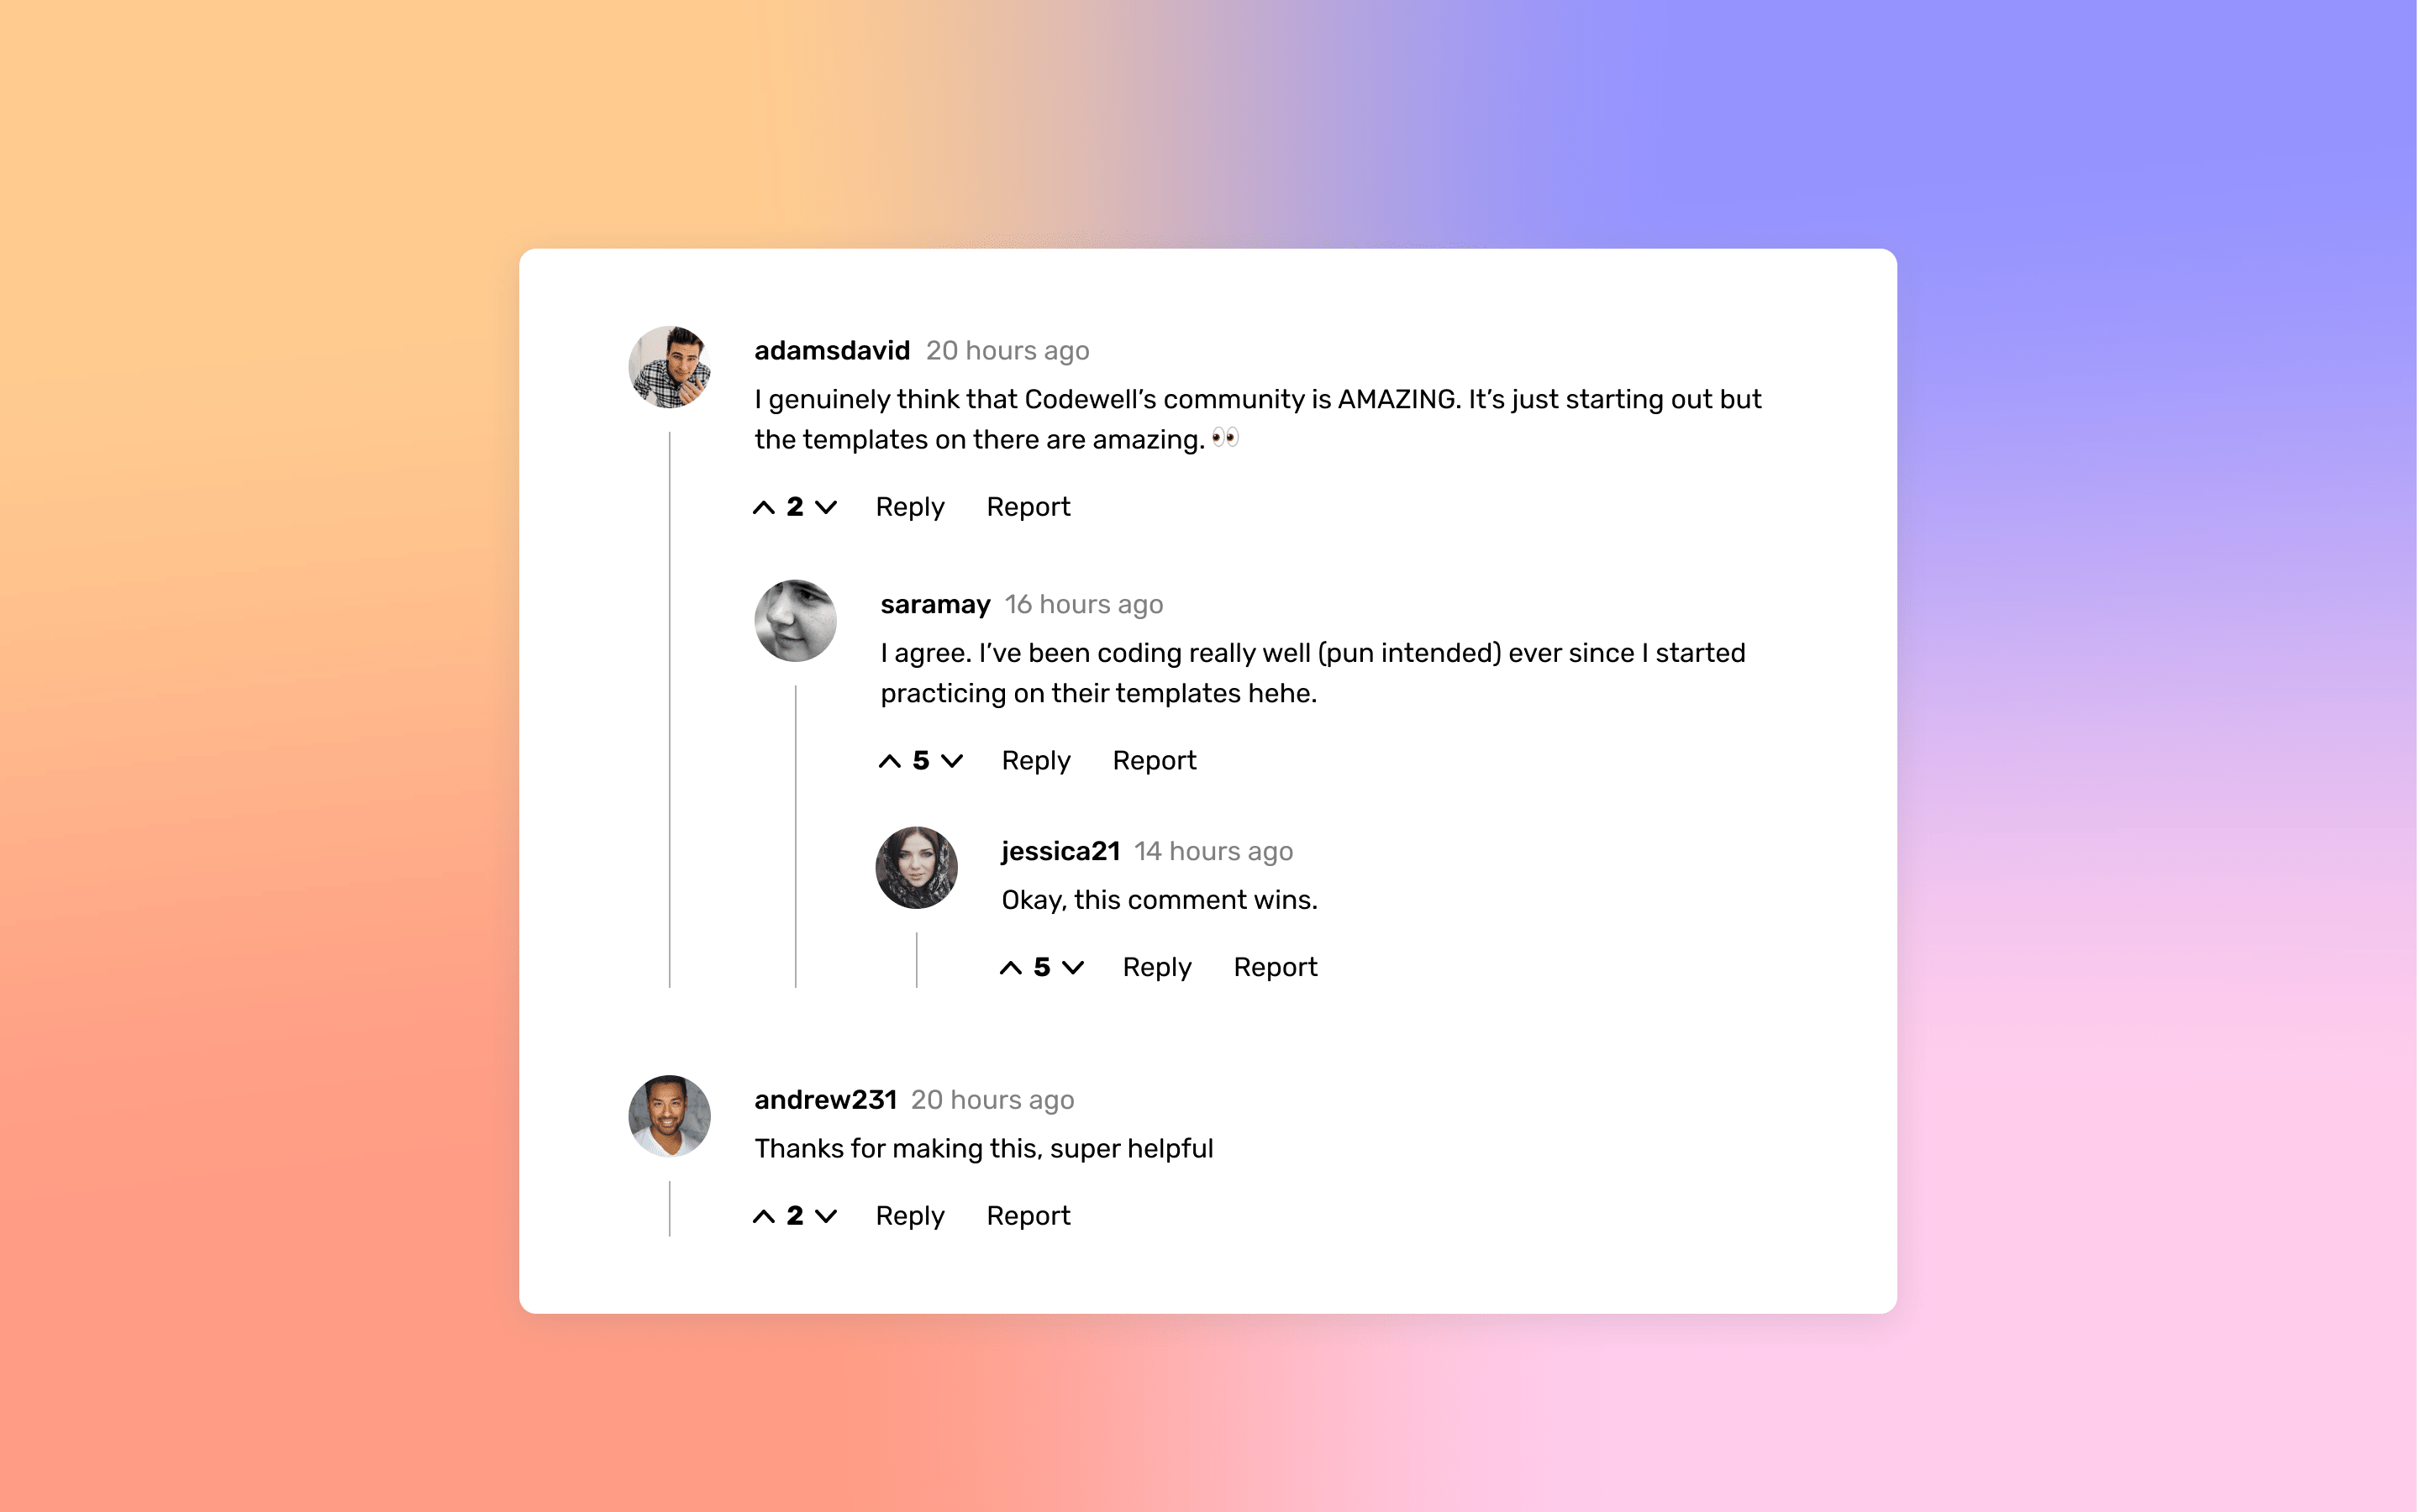 adamsdavid 20 hours ago
I genuinely think that Codewell’s community is AMAZING. It’s just starting out but
the templates on there are amazing. 👀
2 Reply Report
saramay 16 hours ago
I agree. I’ve been coding really well (pun intended) ever since I started
practicing on their templates hehe.
5 Reply Report
jessica21 14 hours ago
Okay, this comment wins.
5 Reply Report
andrew231 20 hours ago
Thanks for making this, super helpful
2 Reply Report